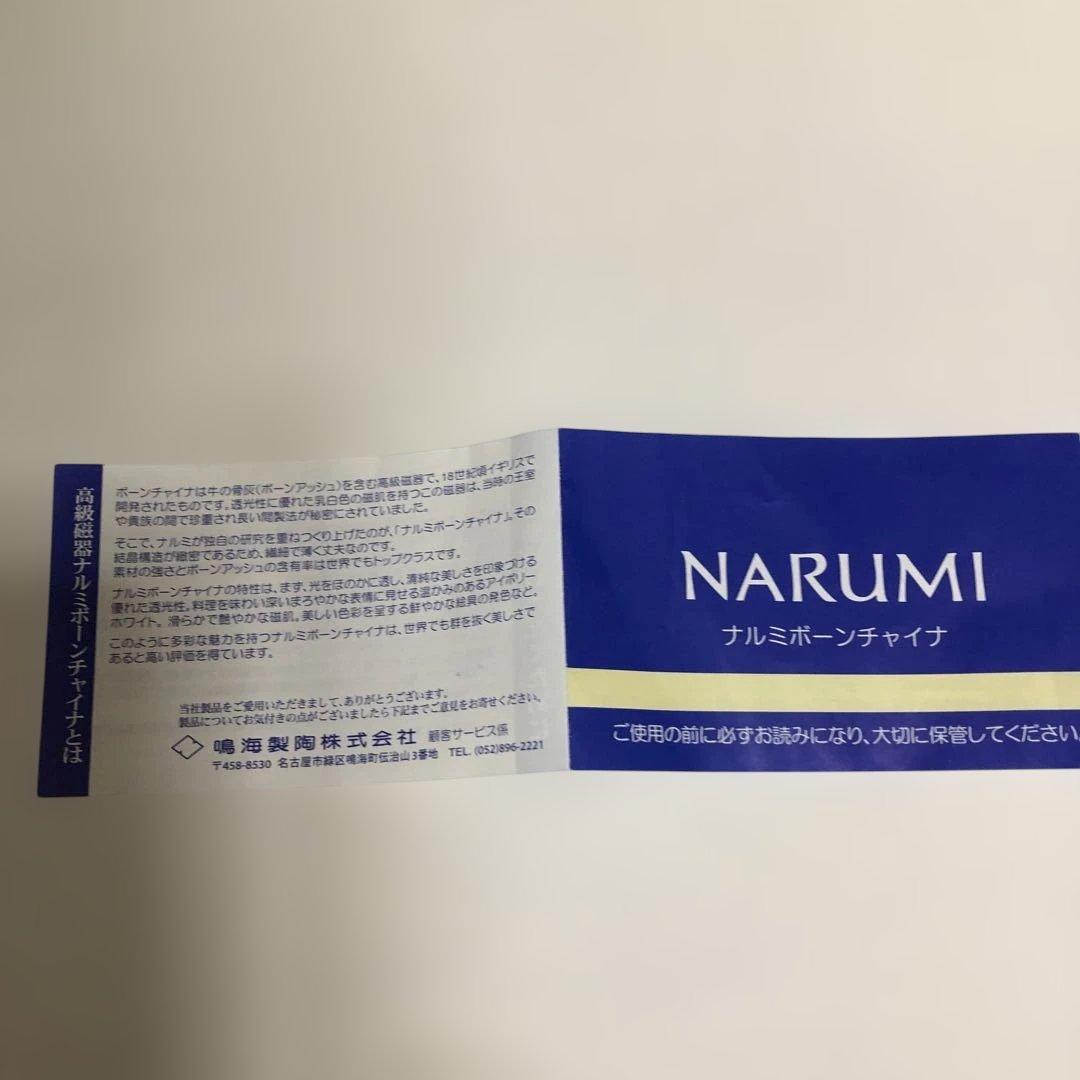 高級磁器ナルミボーンチャイナとは
ボーンチャイナは牛の骨灰(ボーンアッシュ)を含む高級磁器で、18世紀頃イギリスで
開発されたものです。透光性に優れた乳白色の磁肌を持つこの磁器は、当時の王室
や貴族の間で珍重され長い間製法が秘密にされていました。
そこで、ナルミが独自の研究を重ねつくり上げたのが、「ナルミボーンチャイナ」。その
結晶構造が緻密であるため、繊細で薄く丈夫なのです。
素材の強さとボーンアッシュの含有率は世界でもトップクラスです。
ナルミボーンチャイナの特性は、まず、光をほのかに透し、清純な美しさを印象づける
優れた透光性。料理を味わい深いまろやかな表情に見せる温かみのあるアイボリー
ホワイト。滑らかで艶やかな磁肌。美しい色彩を呈する鮮やかな絵具の発色など。
このように多彩な魅力を持つナルミボーンチャイナは、世界でも群を抜く美しさで
あると高い評価を得ています。
当社製品をご愛用いただきまして、ありがとうございます。
製品についてお気付きの点がございましたら下記までご意見をお寄せください。
鳴海製陶株式会社 顧客サービス係
〒458-8530 名古屋市緑区鳴海町伝治山3番地 TEL. (052)896-2221
NARUMI
ナルミボーンチャイナ
ご使用の前に必ずお読みになり、大切に保管してください。